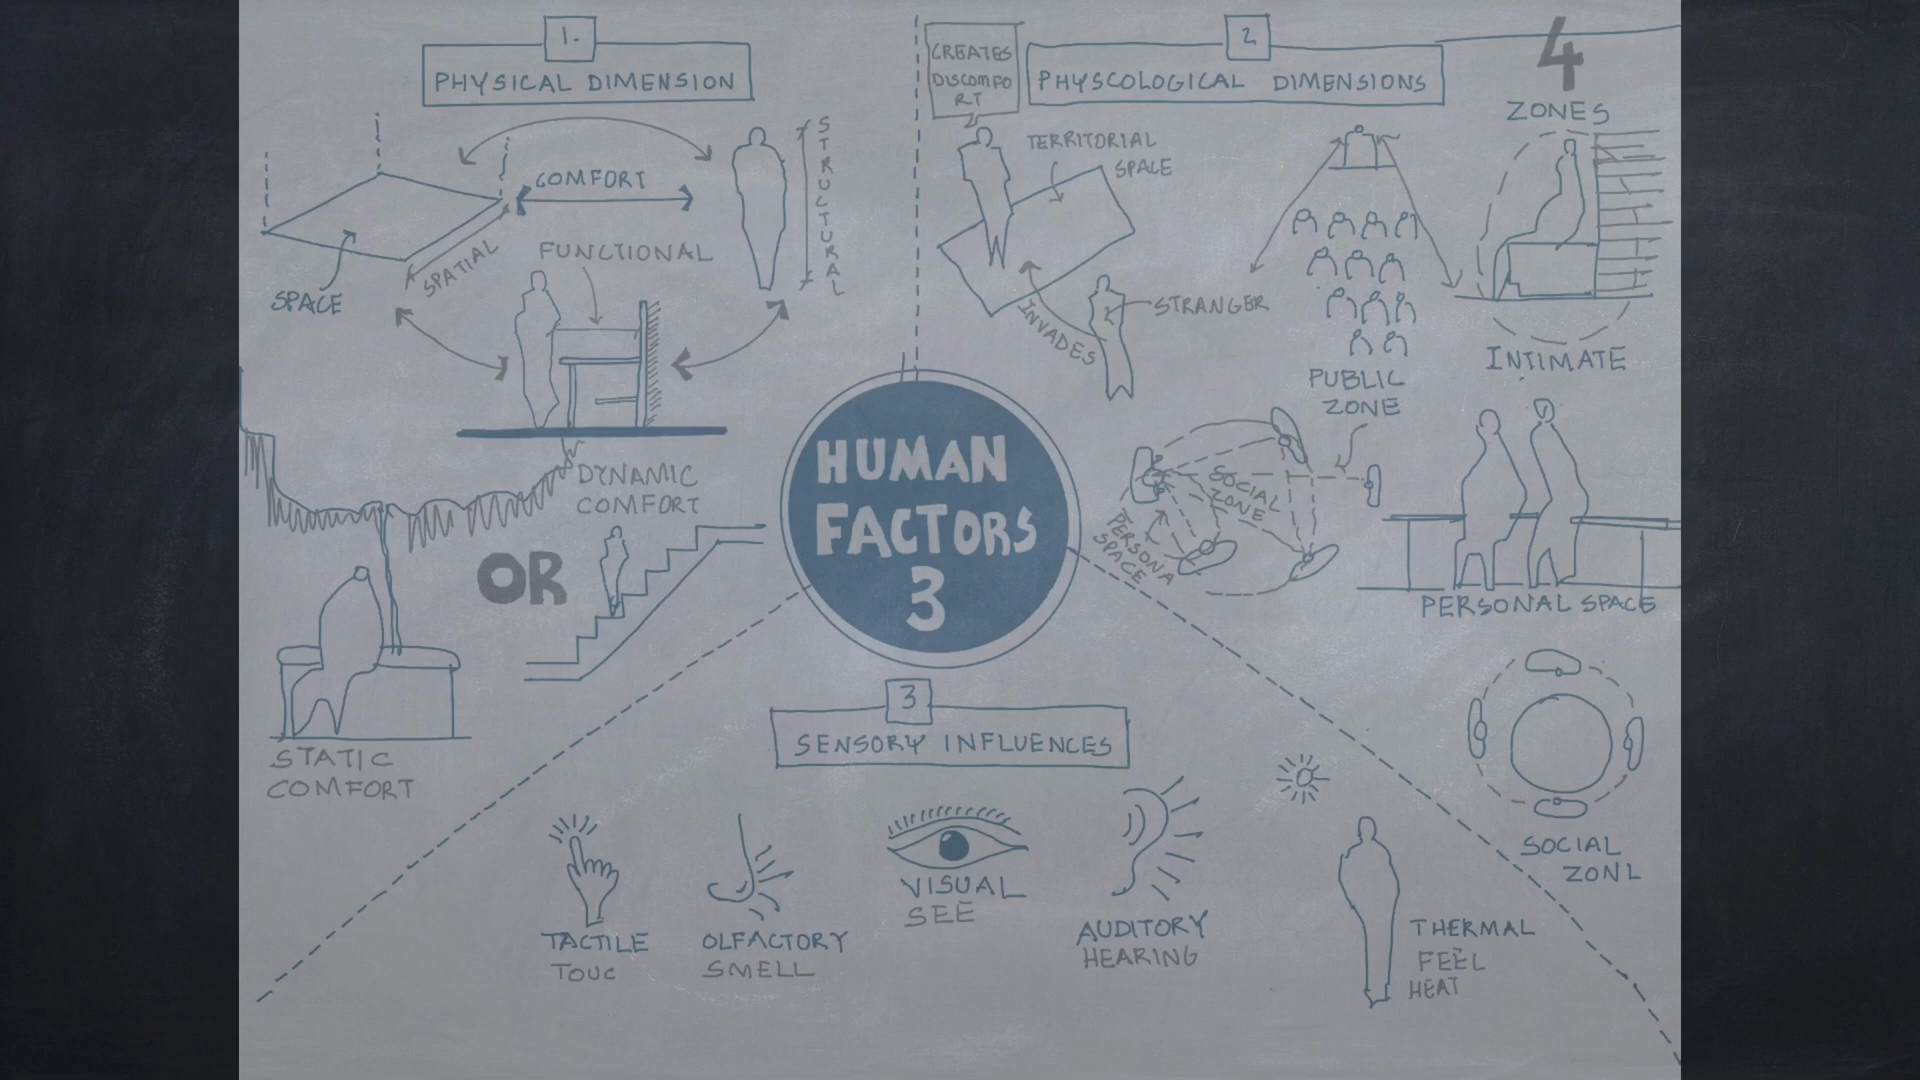 1.
PHYSICAL DIMENSION
COMFORT
SPACE
SPATIAL
FUNCTIONAL
STRUCTURAL
DYNAMIC
COMFORT
OR
STATIC
COMFORT
HUMAN
FACTORS
3
2
PHYSCOLOGICAL DIMENSIONS
CREATES
DISCOMFO
RT
TERRITORIAL
SPACE
STRANGER
INVADES
4
ZONES
INTIMATE
PUBLIC
ZONE
SOCIAL
ZONE
PERSONA
SPACE
PERSONAL SPACE
SOCIAL
ZONL
3
SENSORY INFLUENCES
TACTILE
TOUC
OLFACTORY
SMELL
VISUAL
SEE
AUDITORY
HEARING
THERMAL
FEEL
HEAT